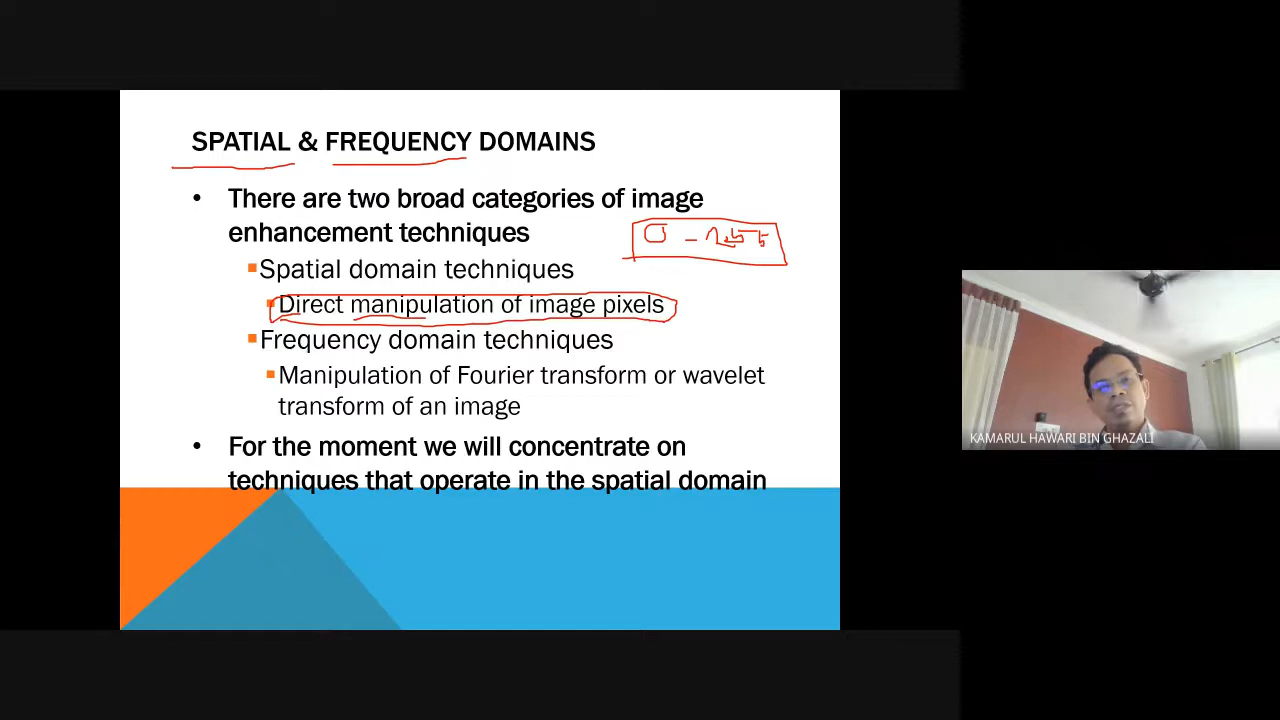 SPATIAL & FREQUENCY DOMAINS
• There are two broad categories of image
enhancement techniques
0 - 255
▪Spatial domain techniques
▪Direct manipulation of image pixels
▪Frequency domain techniques
▪Manipulation of Fourier transform or wavelet
transform of an image
• For the moment we will concentrate on
techniques that operate in the spatial domain
KAMARUL HAWARI BIN GHAZALI